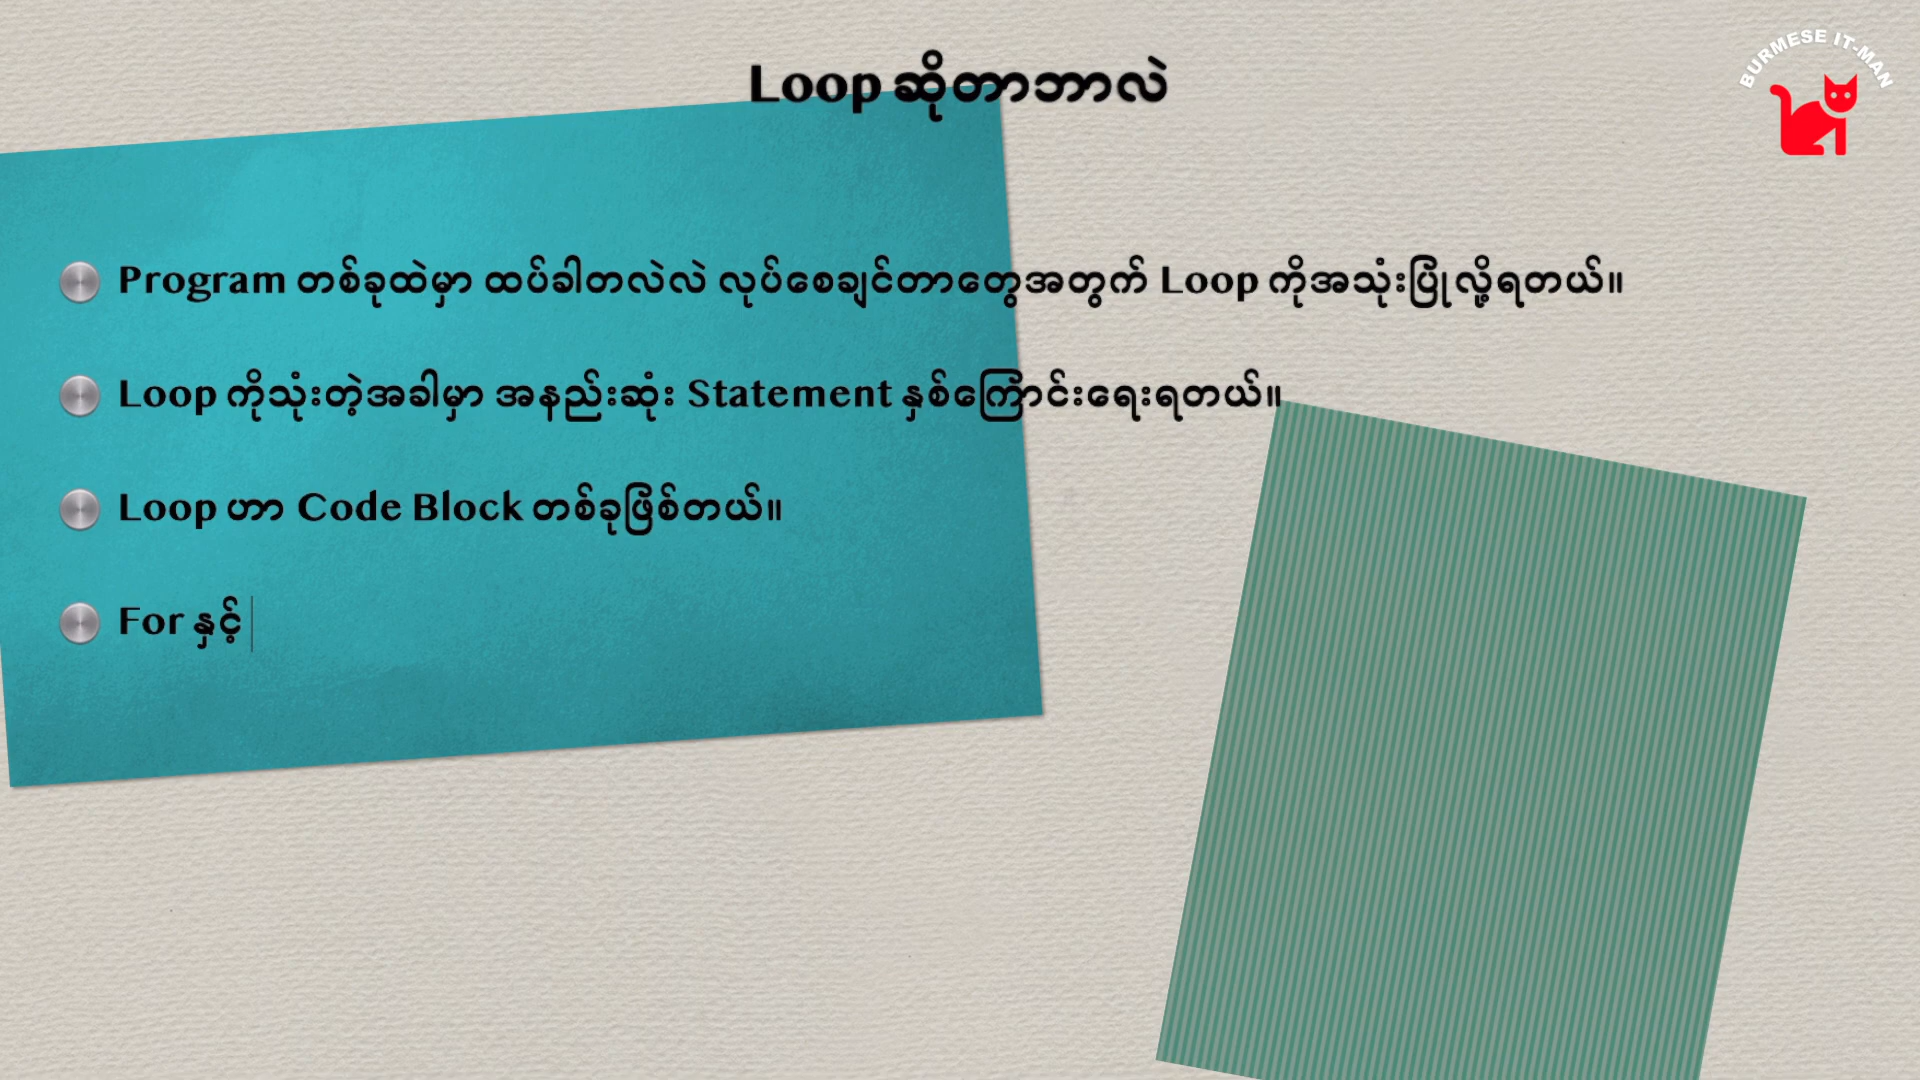 BURMESE IT-MAN
Loop ဆိုတာဘာလဲ
Program တစ်ခုထဲမှာ ထပ်ခါတလဲလဲ လုပ်စေချင်တာတွေအတွက် Loop ကိုအသုံးပြုလို့ရတယ်။
Loop ကိုသုံးတဲ့အခါမှာ အနည်းဆုံး Statement နှစ်ကြောင်းရေးရတယ်။
Loop ဟာ Code Block တစ်ခုဖြစ်တယ်။
For နှင့်